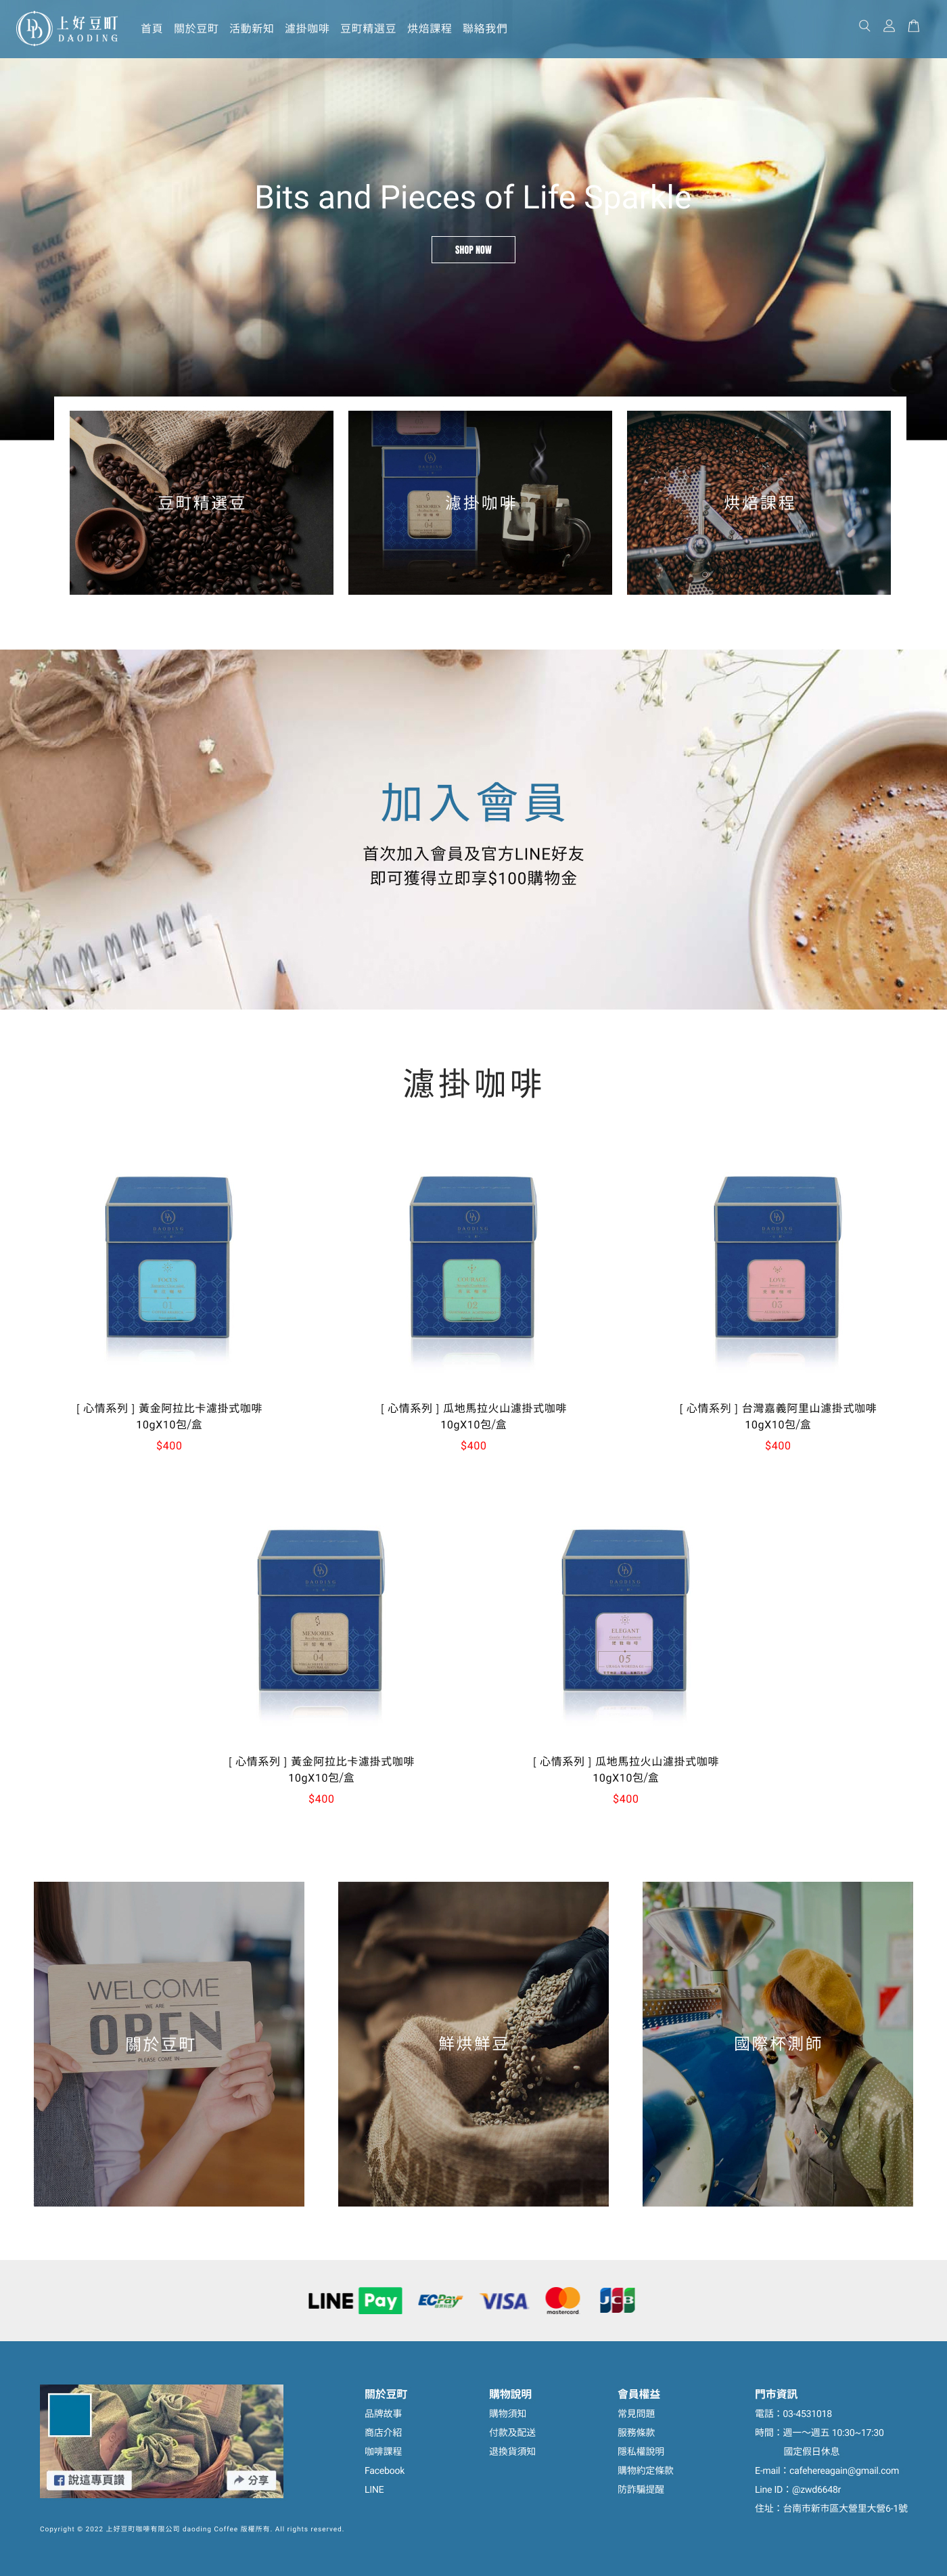 上好豆町
DAODING
首頁 關於豆町 活動新知 濾掛咖啡 豆町精選豆 烘焙課程 聯絡我們
Bits and Pieces of Life Sparkle
SHOP NOW
豆町精選豆
濾掛咖啡
烘焙課程
加入會員
首次加入會員及官方LINE好友
即可獲得立即享$100購物金
濾掛咖啡
[ 心情系列 ] 黃金阿拉比卡濾掛式咖啡
10gX10包/盒
$400
[ 心情系列 ] 瓜地馬拉火山濾掛式咖啡
10gX10包/盒
$400
[ 心情系列 ] 台灣嘉義阿里山濾掛式咖啡
10gX10包/盒
$400
MEMORIES
04
ELEGANT
05
[ 心情系列 ] 黃金阿拉比卡濾掛式咖啡
10gX10包/盒
$400
[ 心情系列 ] 瓜地馬拉火山濾掛式咖啡
10gX10包/盒
$400
WELCOME
WE ARE
OPEN
PLEASE COME IN
關於豆町
鮮烘鮮豆
國際杯測師
LINE Pay
ECPay
VISA
mastercard
JCB
說這專頁讚
分享
關於豆町
品牌故事
商店介紹
咖啡課程
Facebook
LINE
購物說明
購物須知
付款及配送
退換貨須知
會員權益
常見問題
服務條款
隱私權說明
購物約定條款
防詐騙提醒
門市資訊
電話：03-4531018
時間：週一～週五 10:30~17:30
國定假日休息
E-mail：cafehereagain@gmail.com
Line ID：@zwd6648r
住址：台南市新市區大營里大營6-1號
Copyright © 2022 上好豆町咖啡有限公司 daoding Coffee 版權所有. All rights reserved.